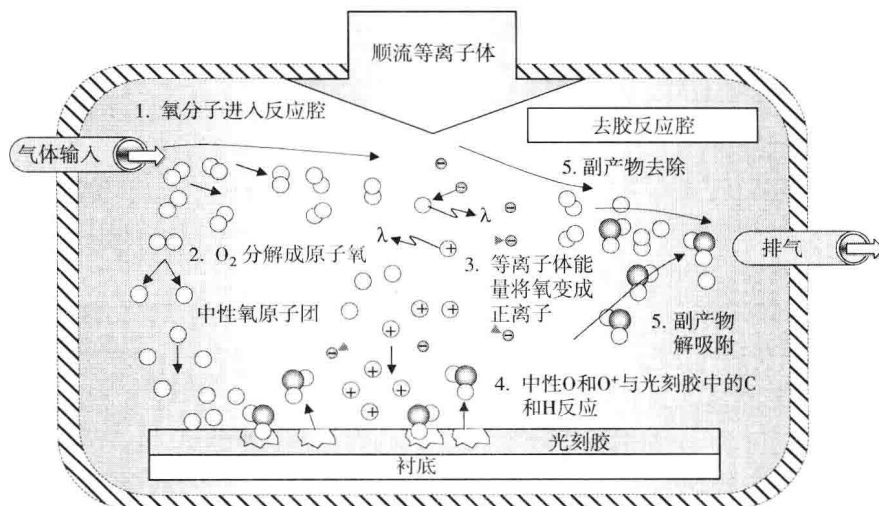 顺流等离子体
1. 氧分子进入反应腔
去胶反应腔
气体输入
5. 副产物去除
λ
λ
2. O₂分解成原子氧
3. 等离子体能
量将氧变成
正离子
排气
中性氧原子团
5. 副产物
解吸附
4. 中性O和O⁺与光刻胶中的C
和H反应
光刻胶
衬底